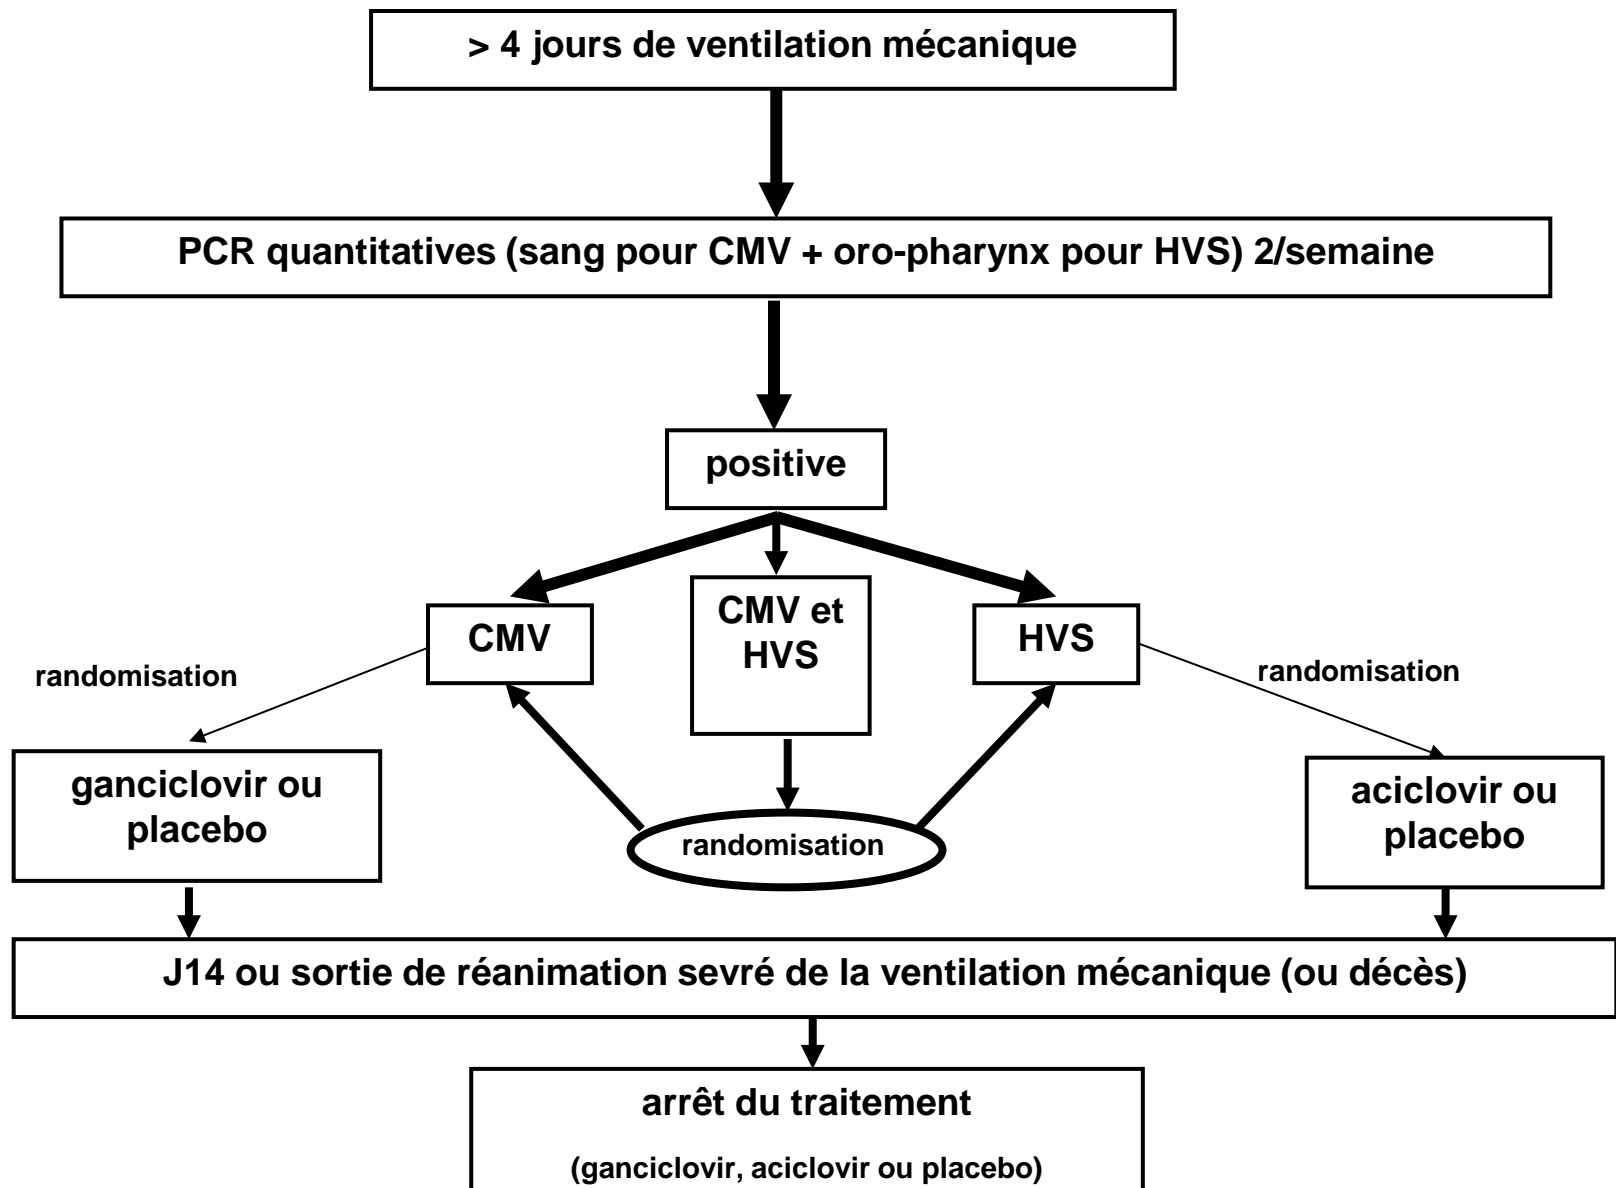 > 4 jours de ventilation mécanique
PCR quantitatives (sang pour CMV + oro-pharynx pour HVS) 2/semaine
positive
CMV
CMV et
HVS
HVS
randomisation
randomisation
ganciclovir ou
placebo
randomisation
aciclovir ou
placebo
J14 ou sortie de réanimation sevré de la ventilation mécanique (ou décès)
arrêt du traitement
(ganciclovir, aciclovir ou placebo)